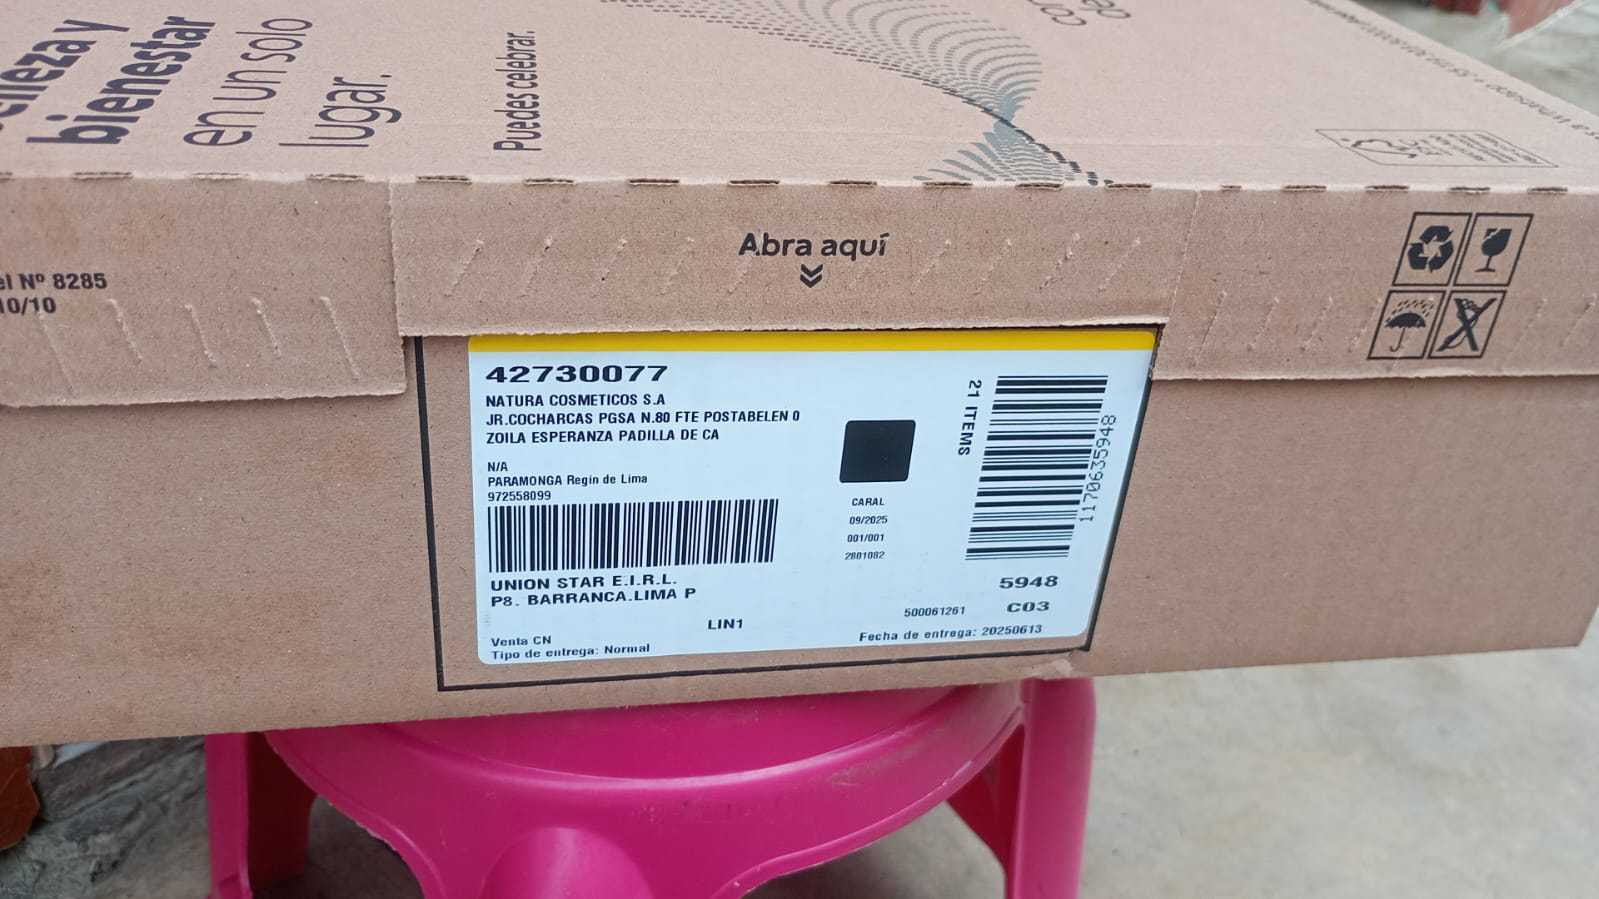 bienestar
en un solo
lugar.
Puedes celebrar.
Abra aquí
Nº 8285
10/10
42730077
NATURA COSMETICOS S.A
JR.COCHARCAS PGSA N.80 FTE POSTABELEN 0
ZOILA ESPERANZA PADILLA DE CA
N/A
PARAMONGA Regin de Lima
972558099
UNION STAR E.I.R.L.
P8. BARRANCA.LIMA P
LIN1
Venta CN
Tipo de entrega: Normal
CARAL
09/2025
001/001
2801082
21 ITEMS
1170635948
5948
500061261 C03
Fecha de entrega: 20250613